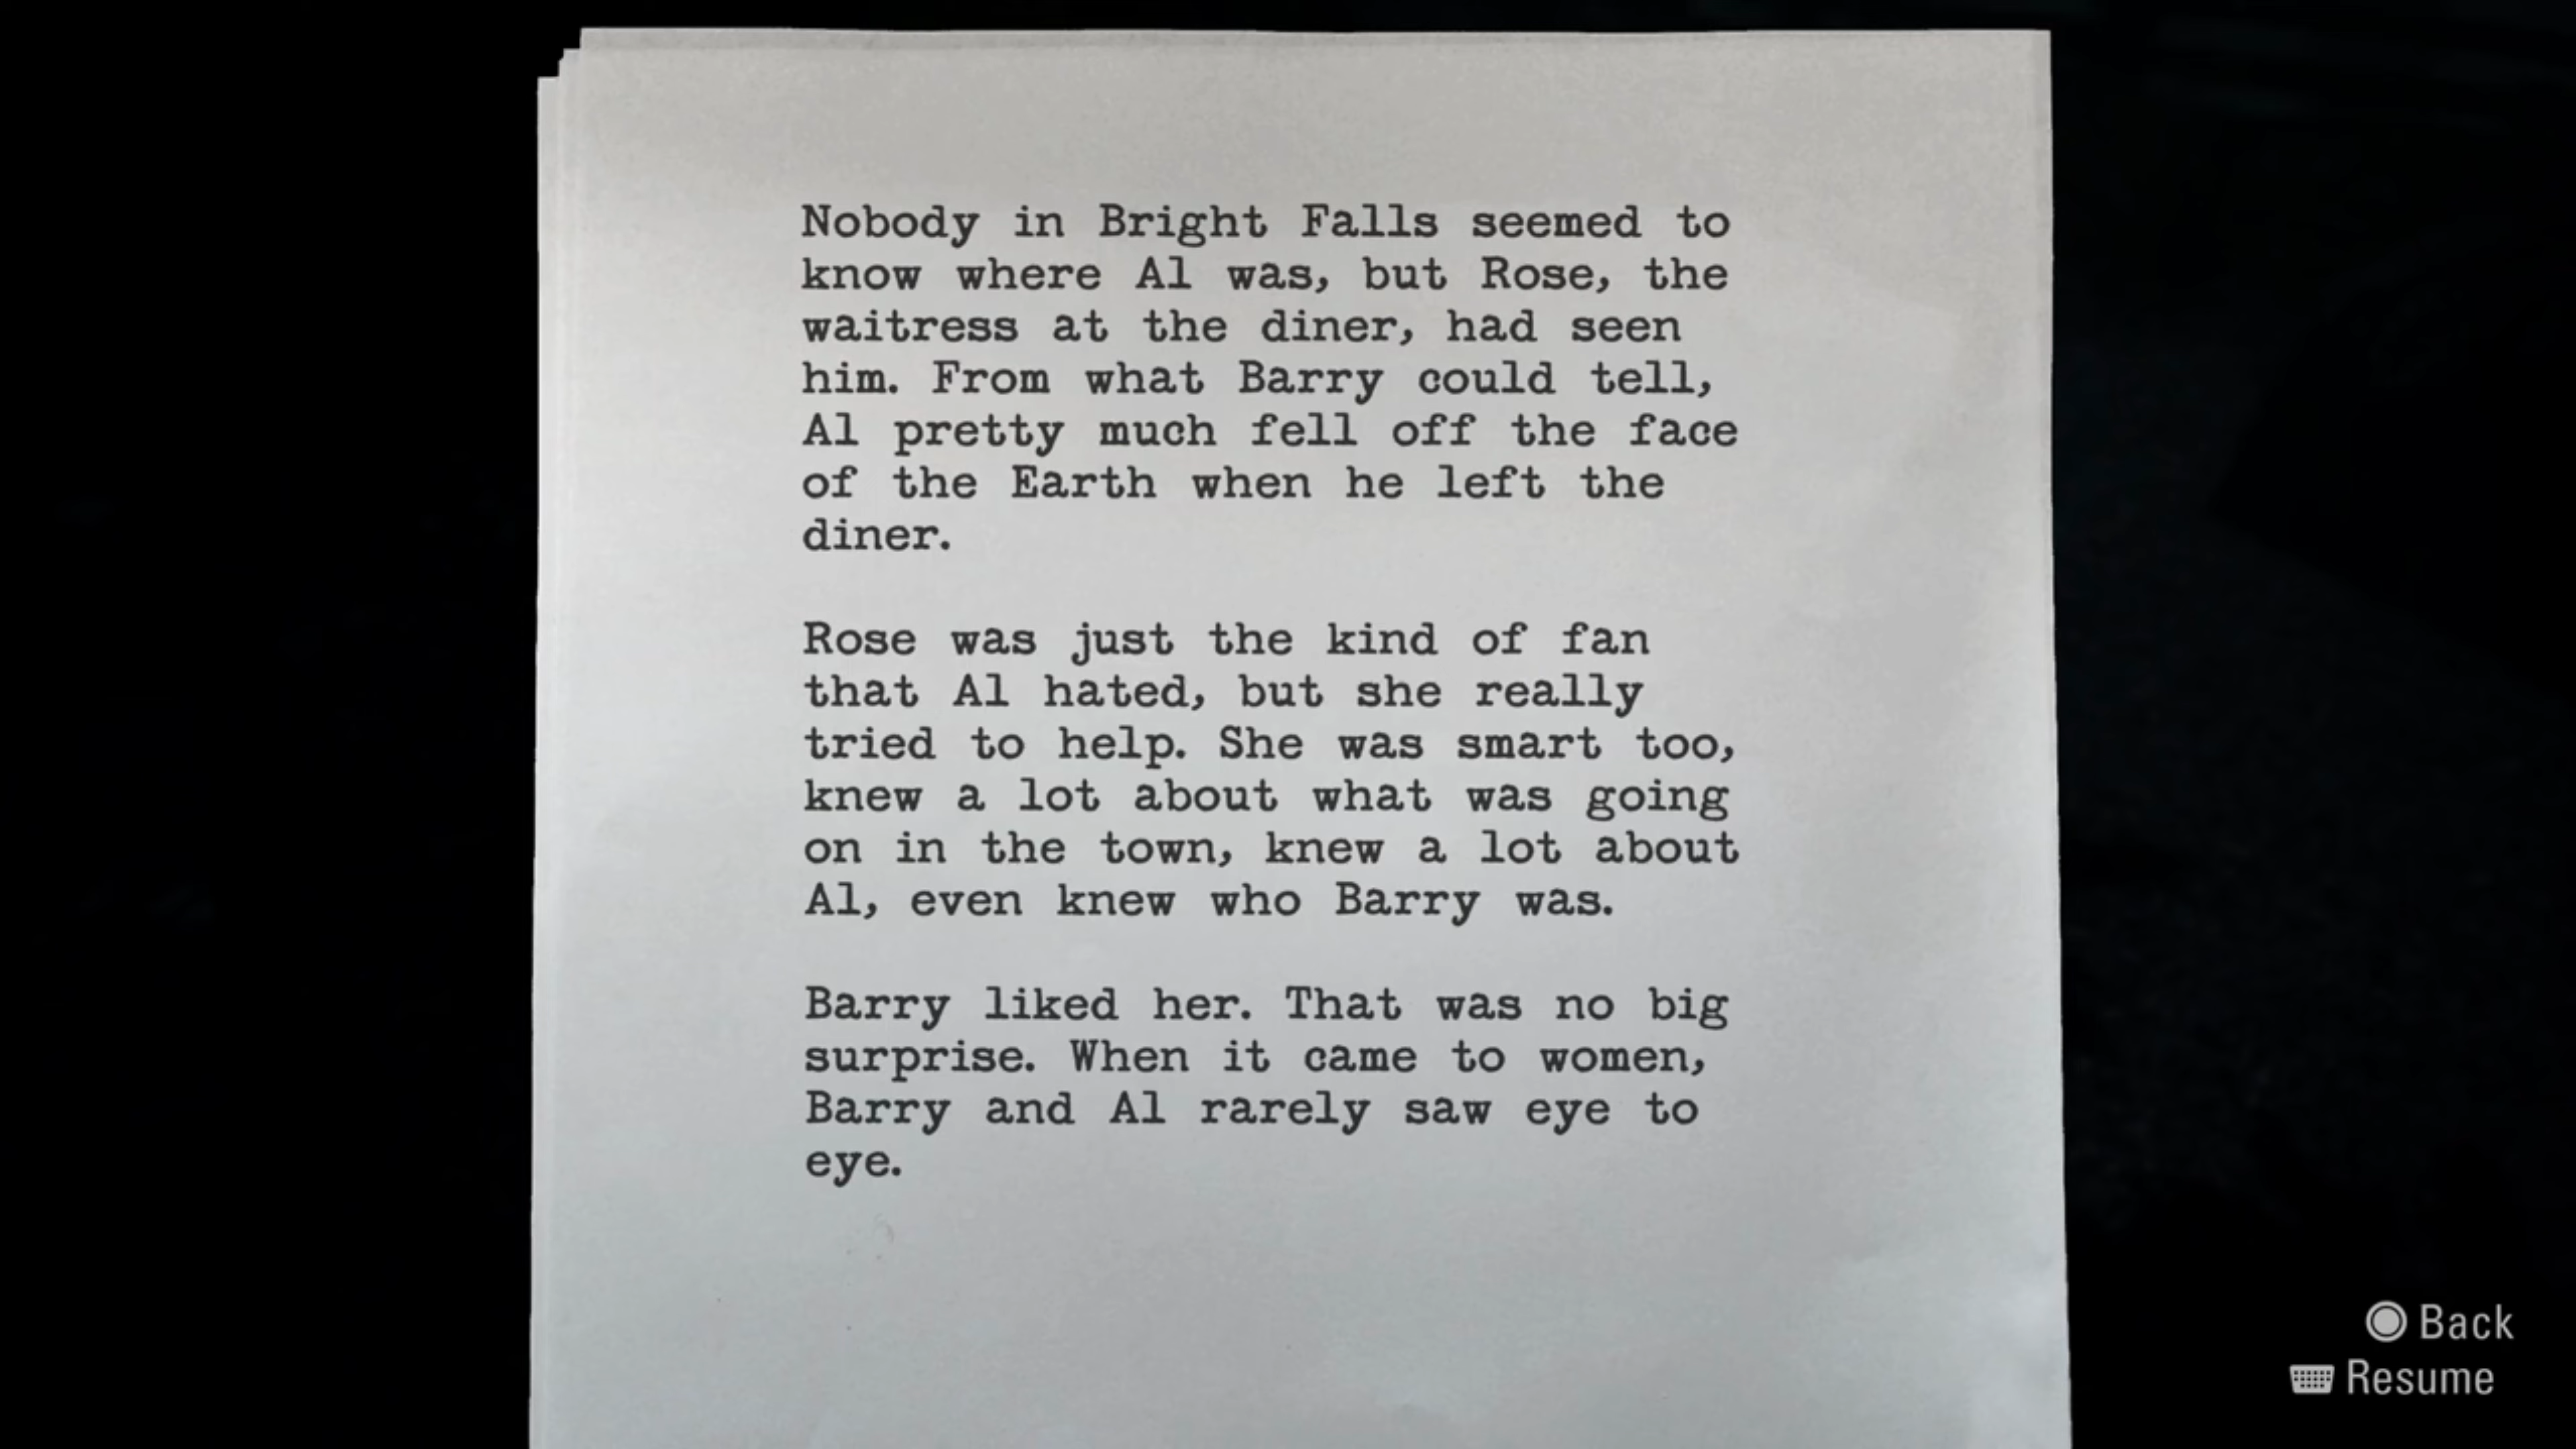 Nobody in Bright Falls seemed to
know where Al was, but Rose, the
waitress at the diner, had seen
him. From what Barry could tell,
Al pretty much fell off the face
of the Earth when he left the
diner.
Rose was just the kind of fan
that Al hated, but she really
tried to help. She was smart too,
knew a lot about what was going
on in the town, knew a lot about
Al, even knew who Barry was.
Barry liked her. That was no big
surprise. When it came to women,
Barry and Al rarely saw eye to
eye.
Back
Resume